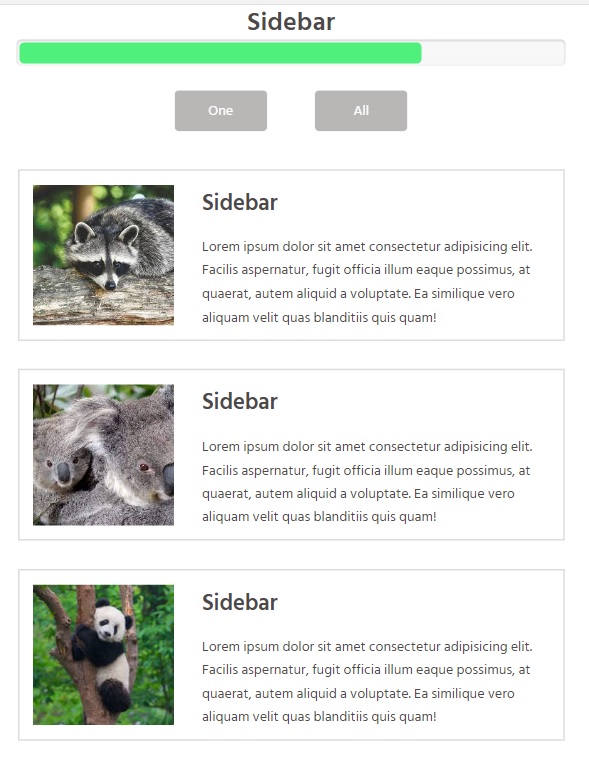 Sidebar
One
All
Sidebar
Lorem ipsum dolor sit amet consectetur adipisicing elit.
Facilis aspernatur, fugit officia illum eaque possimus, at
quaerat, autem aliquid a voluptate. Ea similique vero
aliquam velit quas blanditiis quis quam!
Sidebar
Lorem ipsum dolor sit amet consectetur adipisicing elit.
Facilis aspernatur, fugit officia illum eaque possimus, at
quaerat, autem aliquid a voluptate. Ea similique vero
aliquam velit quas blanditiis quis quam!
Sidebar
Lorem ipsum dolor sit amet consectetur adipisicing elit.
Facilis aspernatur, fugit officia illum eaque possimus, at
quaerat, autem aliquid a voluptate. Ea similique vero
aliquam velit quas blanditiis quis quam!